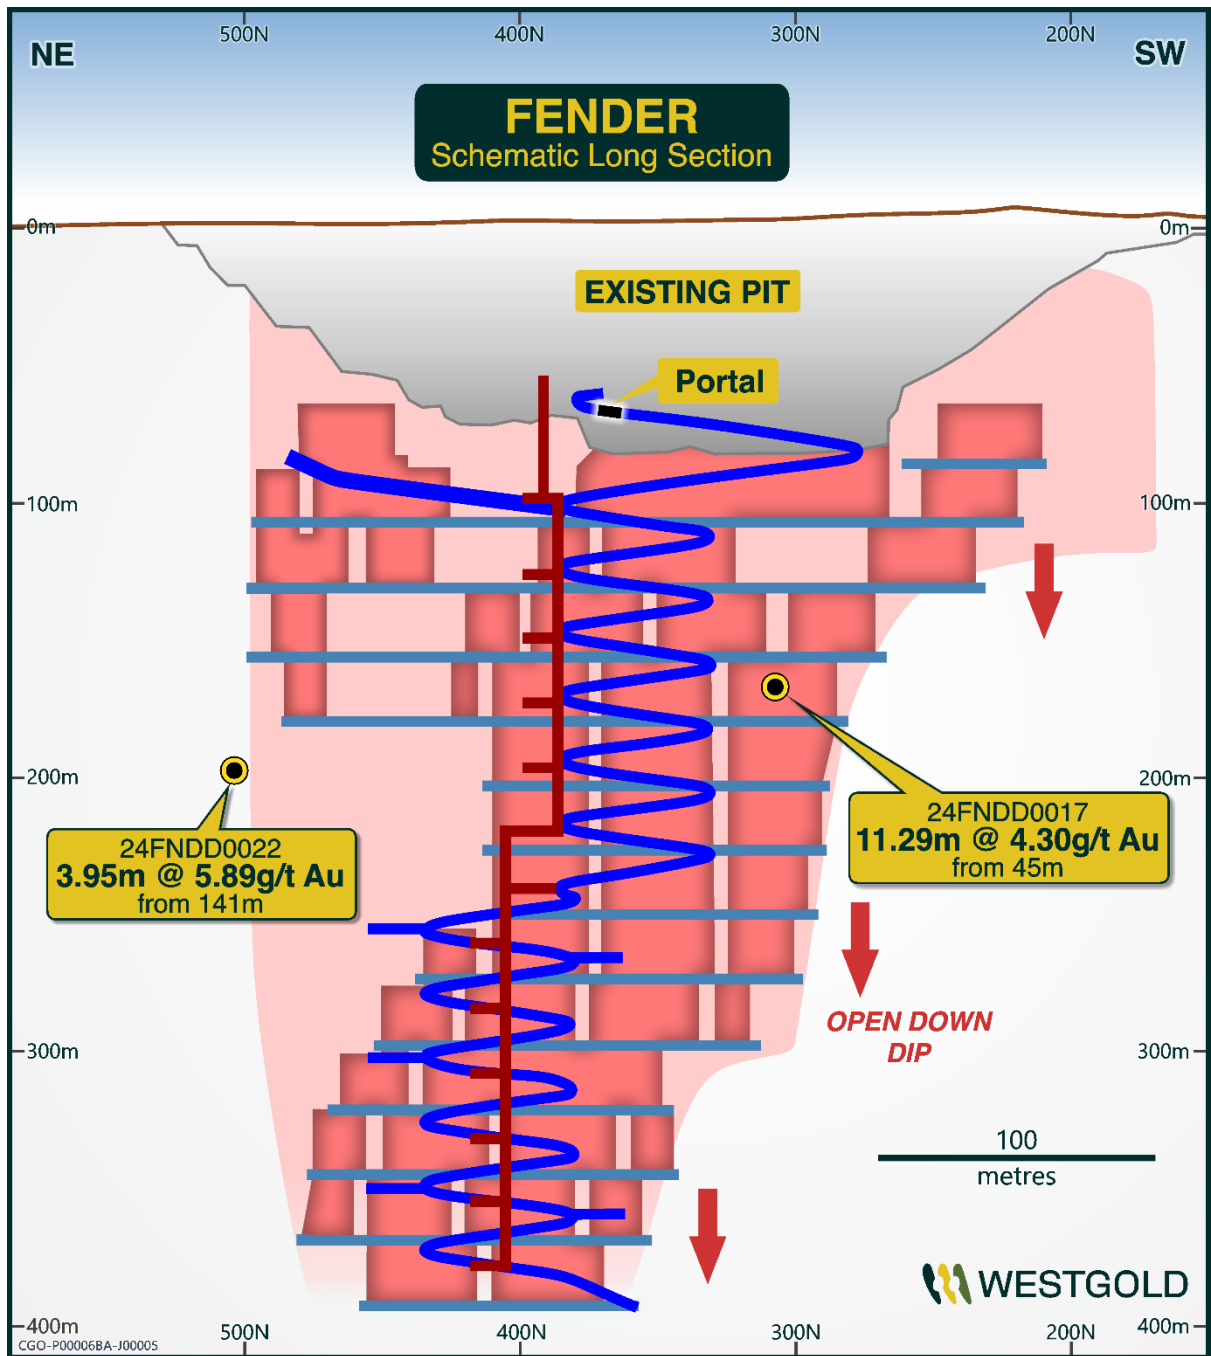 500N 400N 300N 200N
NE SW
FENDER
Schematic Long Section
0m 0m
EXISTING PIT
Portal
100m 100m
200m 200m
24FNDD0017
11.29m @ 4.30g/t Au
from 45m
24FNDD0022
3.95m @ 5.89g/t Au
from 141m
OPEN DOWN
DIP
300m 300m
100
metres
WESTGOLD
400m 400m
500N 400N 300N 200N
CGO-P00006BA-J00005